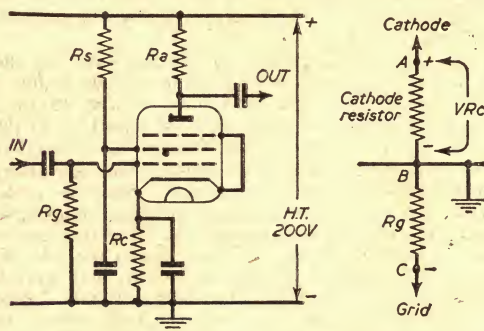 +
Rs
Ra
OUT
IN
Rg
Rc
H.T.
200V
-
Cathode
A
+
Cathode
resistor
VRc
-
B
Rg
C
-
Grid